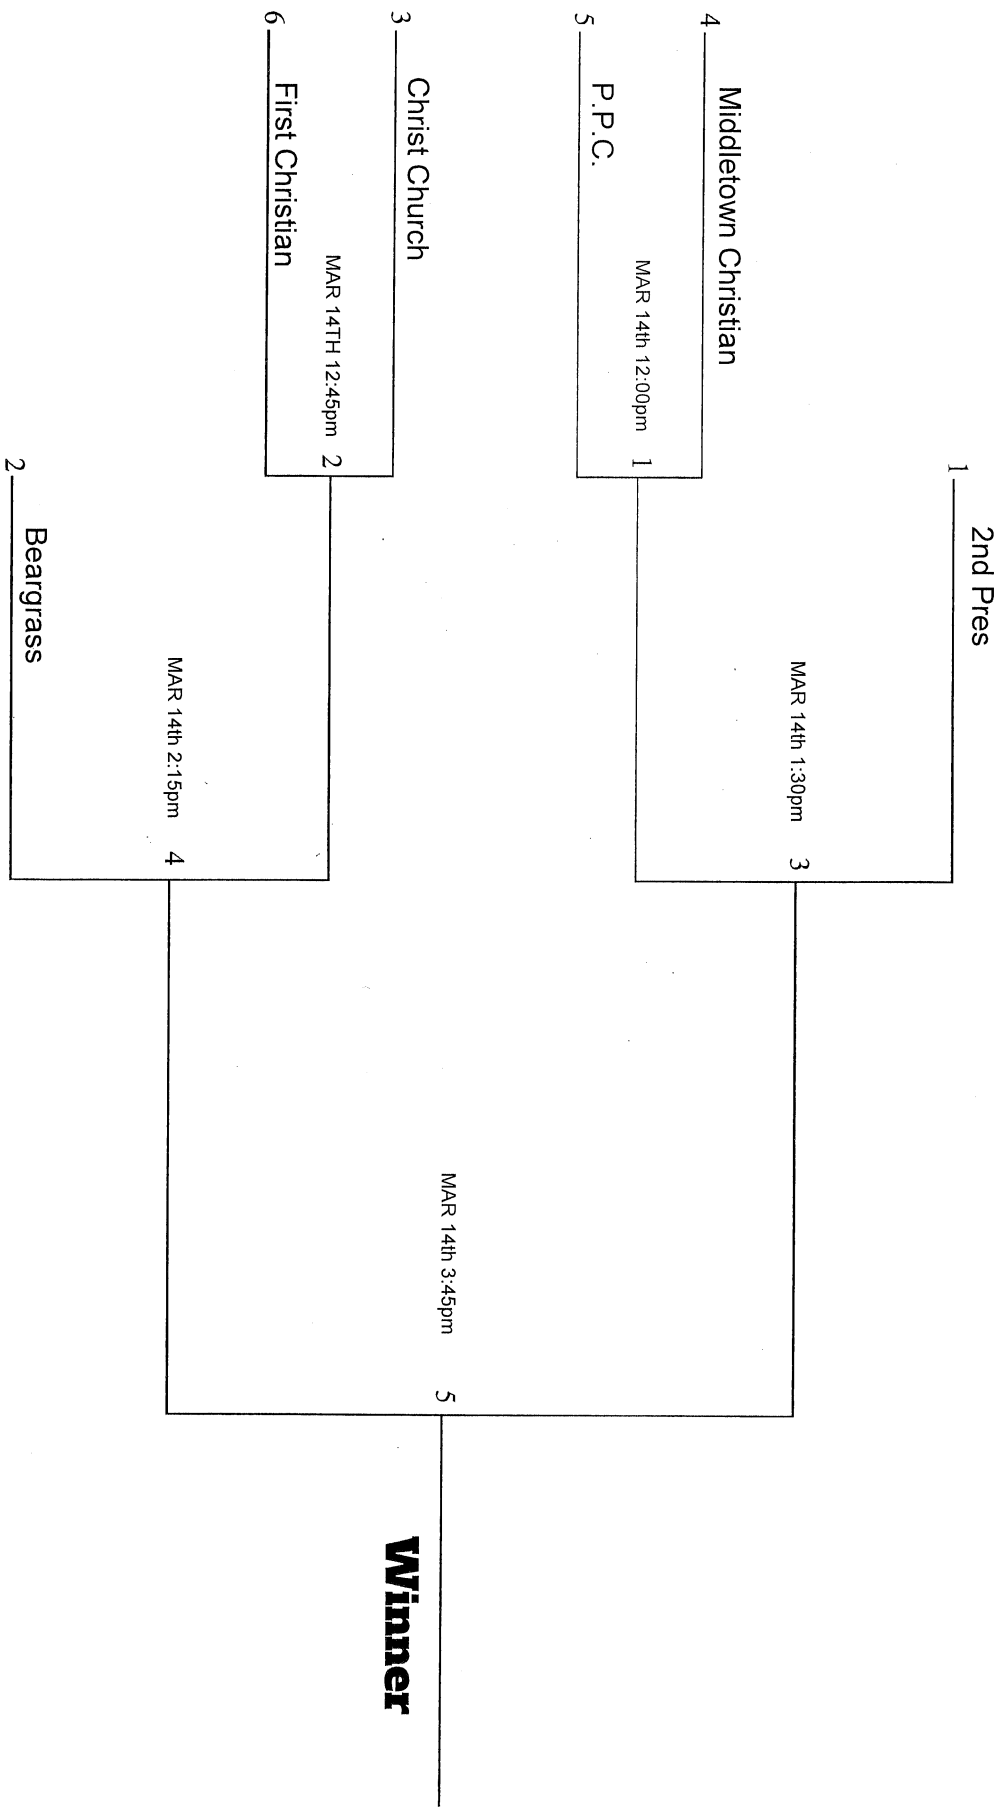 1 2nd Pres
MAR 14th 1:30pm 3
4 Middletown Christian
MAR 14th 12:00pm 1
5 P.P.C.
MAR 14th 3:45pm 5
Winner
3 Christ Church
MAR 14TH 12:45pm 2
6 First Christian
MAR 14th 2:15pm 4
2 Beargrass